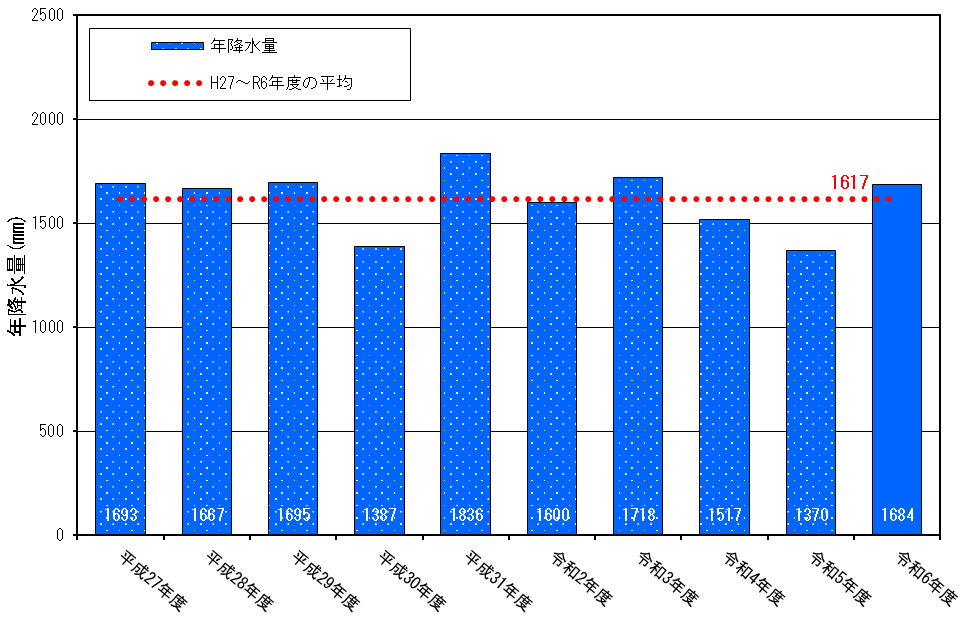 2500
2000
1500
1000
500
0
年降水量(mm)
年降水量
H27～R6年度の平均
1617
1693
1667
1695
1387
1836
1600
1718
1517
1370
1684
平成27年度
平成28年度
平成29年度
平成30年度
平成31年度
令和2年度
令和3年度
令和4年度
令和5年度
令和6年度